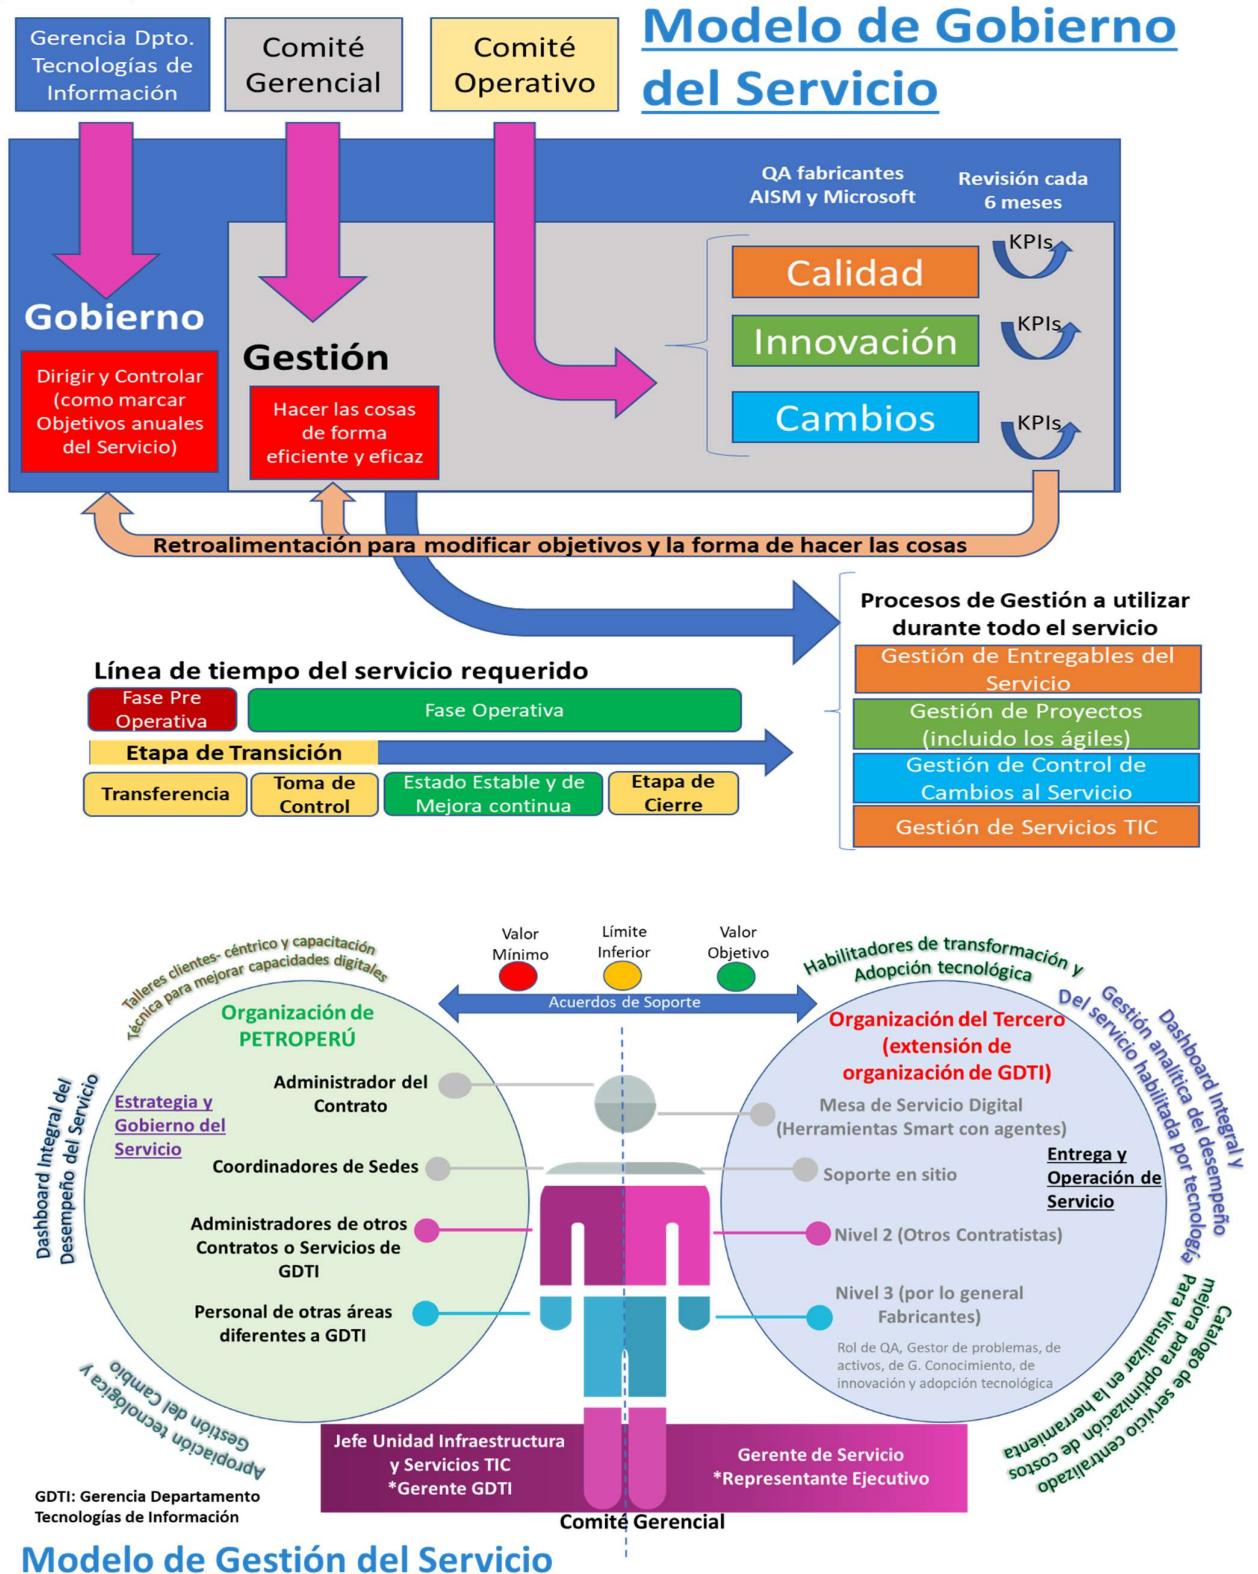 Modelo de Gobierno
del Servicio
Gerencia Dpto.
Tecnologías de
Información
Comité
Gerencial
Comité
Operativo
QA fabricantes
AISM y Microsoft
Revisión cada
6 meses
Gobierno
Dirigir y Controlar
(como marcar
Objetivos anuales
del Servicio)
Gestión
Hacer las cosas
de forma
eficiente y eficaz
Calidad
KPIs
Innovación
KPIs
Cambios
KPIs
Retroalimentación para modificar objetivos y la forma de hacer las cosas
Procesos de Gestión a utilizar
durante todo el servicio
Gestión de Entregables del
Servicio
Gestión de Proyectos
(incluido los ágiles)
Gestión de Control de
Cambios al Servicio
Gestión de Servicios TIC
Línea de tiempo del servicio requerido
Fase Pre
Operativa
Fase Operativa
Etapa de Transición
Transferencia
Toma de
Control
Estado Estable y de
Mejora continua
Etapa de
Cierre
Valor
Mínimo
Límite
Inferior
Valor
Objetivo
Acuerdos de Soporte
Talleres clientes- céntrico y capacitación
Técnica para mejorar capacidades digitales
Dashboard Integral del
Desempeño del Servicio
Apropiación tecnológica y
Gestión del Cambio
Organización de
PETROPERÚ
Estrategia y
Gobierno del
Servicio
Administrador del
Contrato
Coordinadores de Sedes
Administradores de otros
Contratos o Servicios de
GDTI
Personal de otras áreas
diferentes a GDTI
Habilitadores de transformación y
Adopción tecnológica
Dashboard Integral y
Gestión analítica del desempeño
Del servicio habilitada por tecnología
Catalogo de servicio centralizado
mejora para optimización de costos
Para visualizar en la herramienta
Organización del Tercero
(extensión de
organización de GDTI)
Mesa de Servicio Digital
(Herramientas Smart con agentes)
Entrega y
Operación de
Servicio
Soporte en sitio
Nivel 2 (Otros Contratistas)
Nivel 3 (por lo general
Fabricantes)
Rol de QA, Gestor de problemas, de
activos, de G. Conocimiento, de
innovación y adopción tecnológica
Jefe Unidad Infraestructura
y Servicios TIC
*Gerente GDTI
Gerente de Servicio
*Representante Ejecutivo
Comité Gerencial
GDTI: Gerencia Departamento
Tecnologías de Información
Modelo de Gestión del Servicio